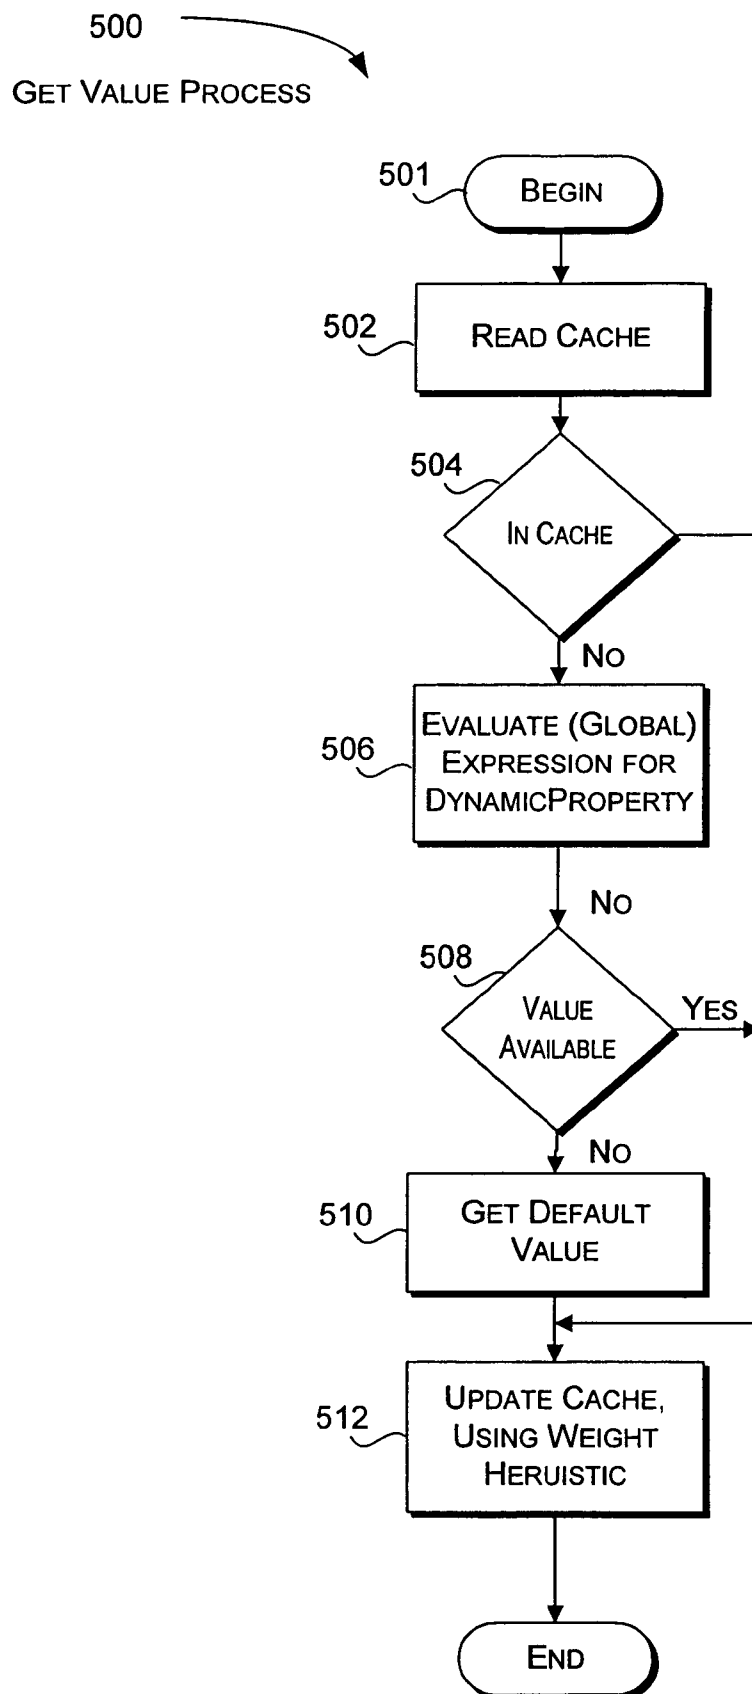 500
GET VALUE PROCESS
501
BEGIN
502
READ CACHE
504
IN CACHE
NO
506
EVALUATE (GLOBAL)
EXPRESSION FOR
DYNAMICPROPERTY
NO
508
VALUE
AVAILABLE
YES
NO
510
GET DEFAULT
VALUE
512
UPDATE CACHE,
USING WEIGHT
HERUISTIC
END